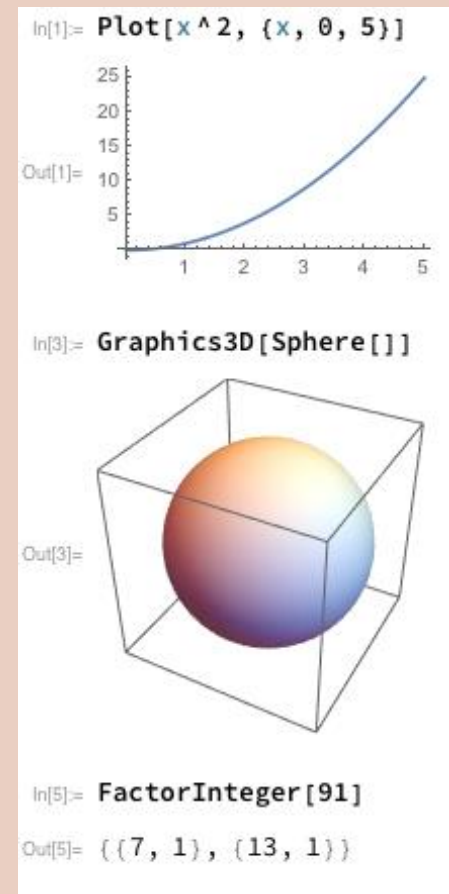 In[1]:= Plot[x^2, {x, 0, 5}]
25
20
15
Out[1]= 10
5
1 2 3 4 5
In[3]:= Graphics3D[Sphere[]]
Out[3]=
In[5]:= FactorInteger[91]
Out[5]= {{7, 1}, {13, 1}}